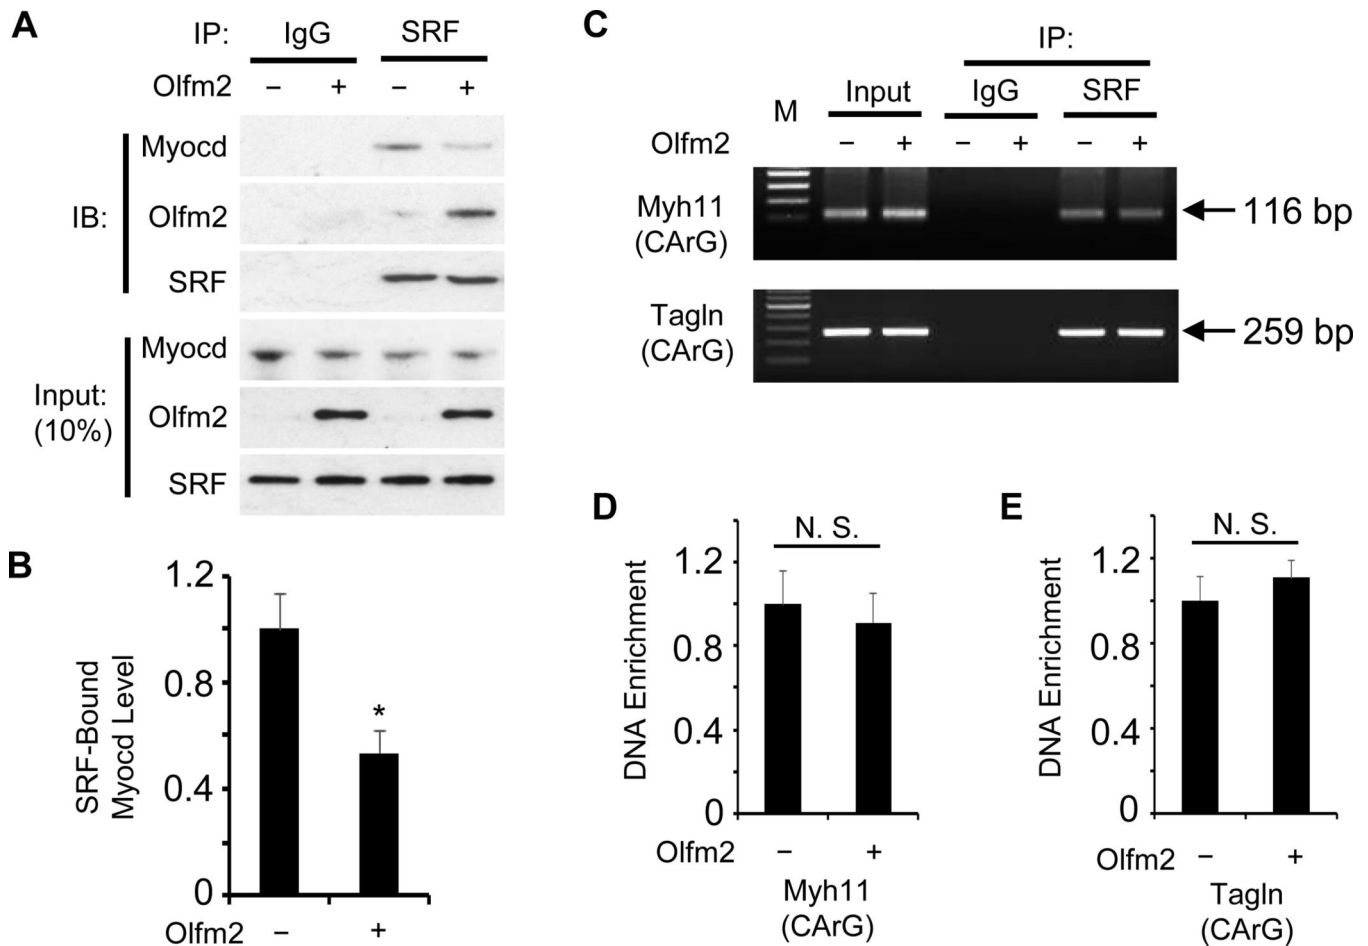 A
IP: IgG SRF
Olfm2 − + − +
IB:
Myocd
Olfm2
SRF
Input:
(10%)
Myocd
Olfm2
SRF
B
SRF-Bound
Myocd Level
1.2
0.8
0.4
0
Olfm2 − +
*
C
IP:
M Input IgG SRF
Olfm2 − + − + − +
Myh11
(CArG)
116 bp
Tagln
(CArG)
259 bp
D
N. S.
DNA Enrichment
1.2
0.8
0.4
0
Olfm2 − +
Myh11
(CArG)
E
N. S.
DNA Enrichment
1.2
0.8
0.4
0
Olfm2 − +
Tagln
(CArG)